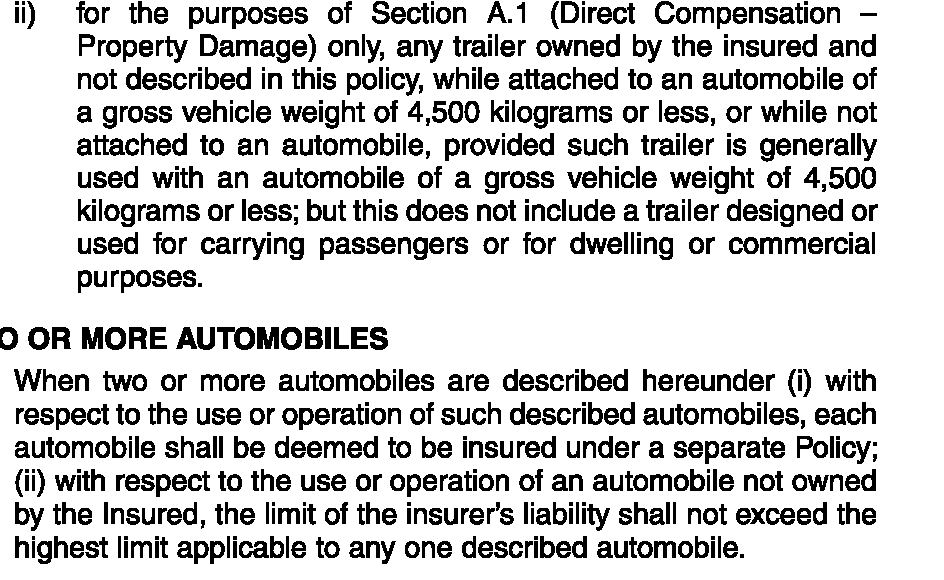 ii) for the purposes of Section A.1 (Direct Compensation –
Property Damage) only, any trailer owned by the insured and
not described in this policy, while attached to an automobile of
a gross vehicle weight of 4,500 kilograms or less, or while not
attached to an automobile, provided such trailer is generally
used with an automobile of a gross vehicle weight of 4,500
kilograms or less; but this does not include a trailer designed or
used for carrying passengers or for dwelling or commercial
purposes.
O OR MORE AUTOMOBILES
When two or more automobiles are described hereunder (i) with
respect to the use or operation of such described automobiles, each
automobile shall be deemed to be insured under a separate Policy;
(ii) with respect to the use or operation of an automobile not owned
by the Insured, the limit of the insurer's liability shall not exceed the
highest limit applicable to any one described automobile.